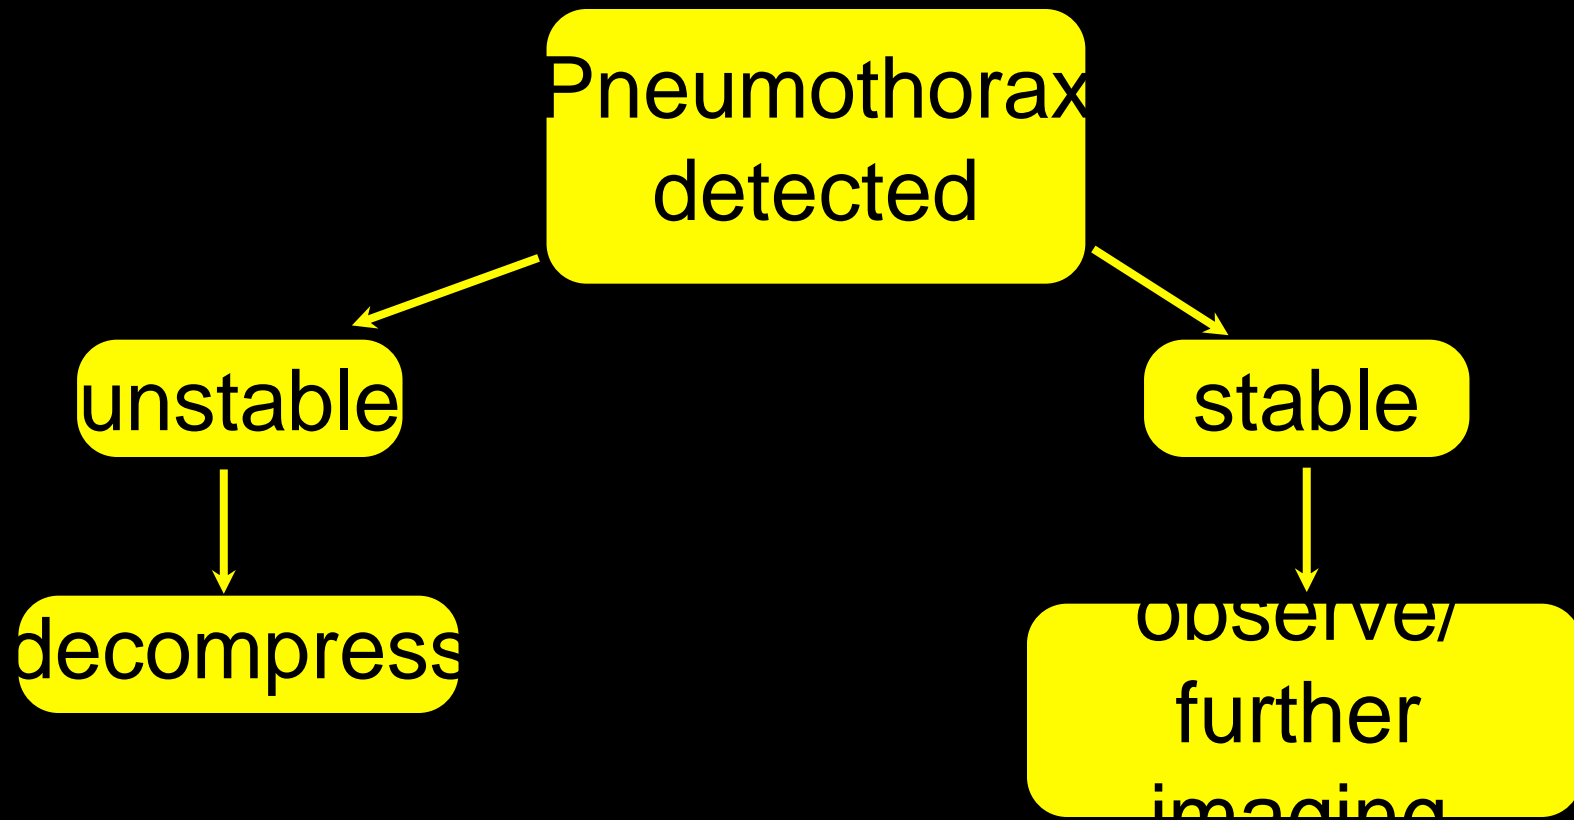 Pneumothorax
detected
unstable
stable
decompress
observe/
further
imaging